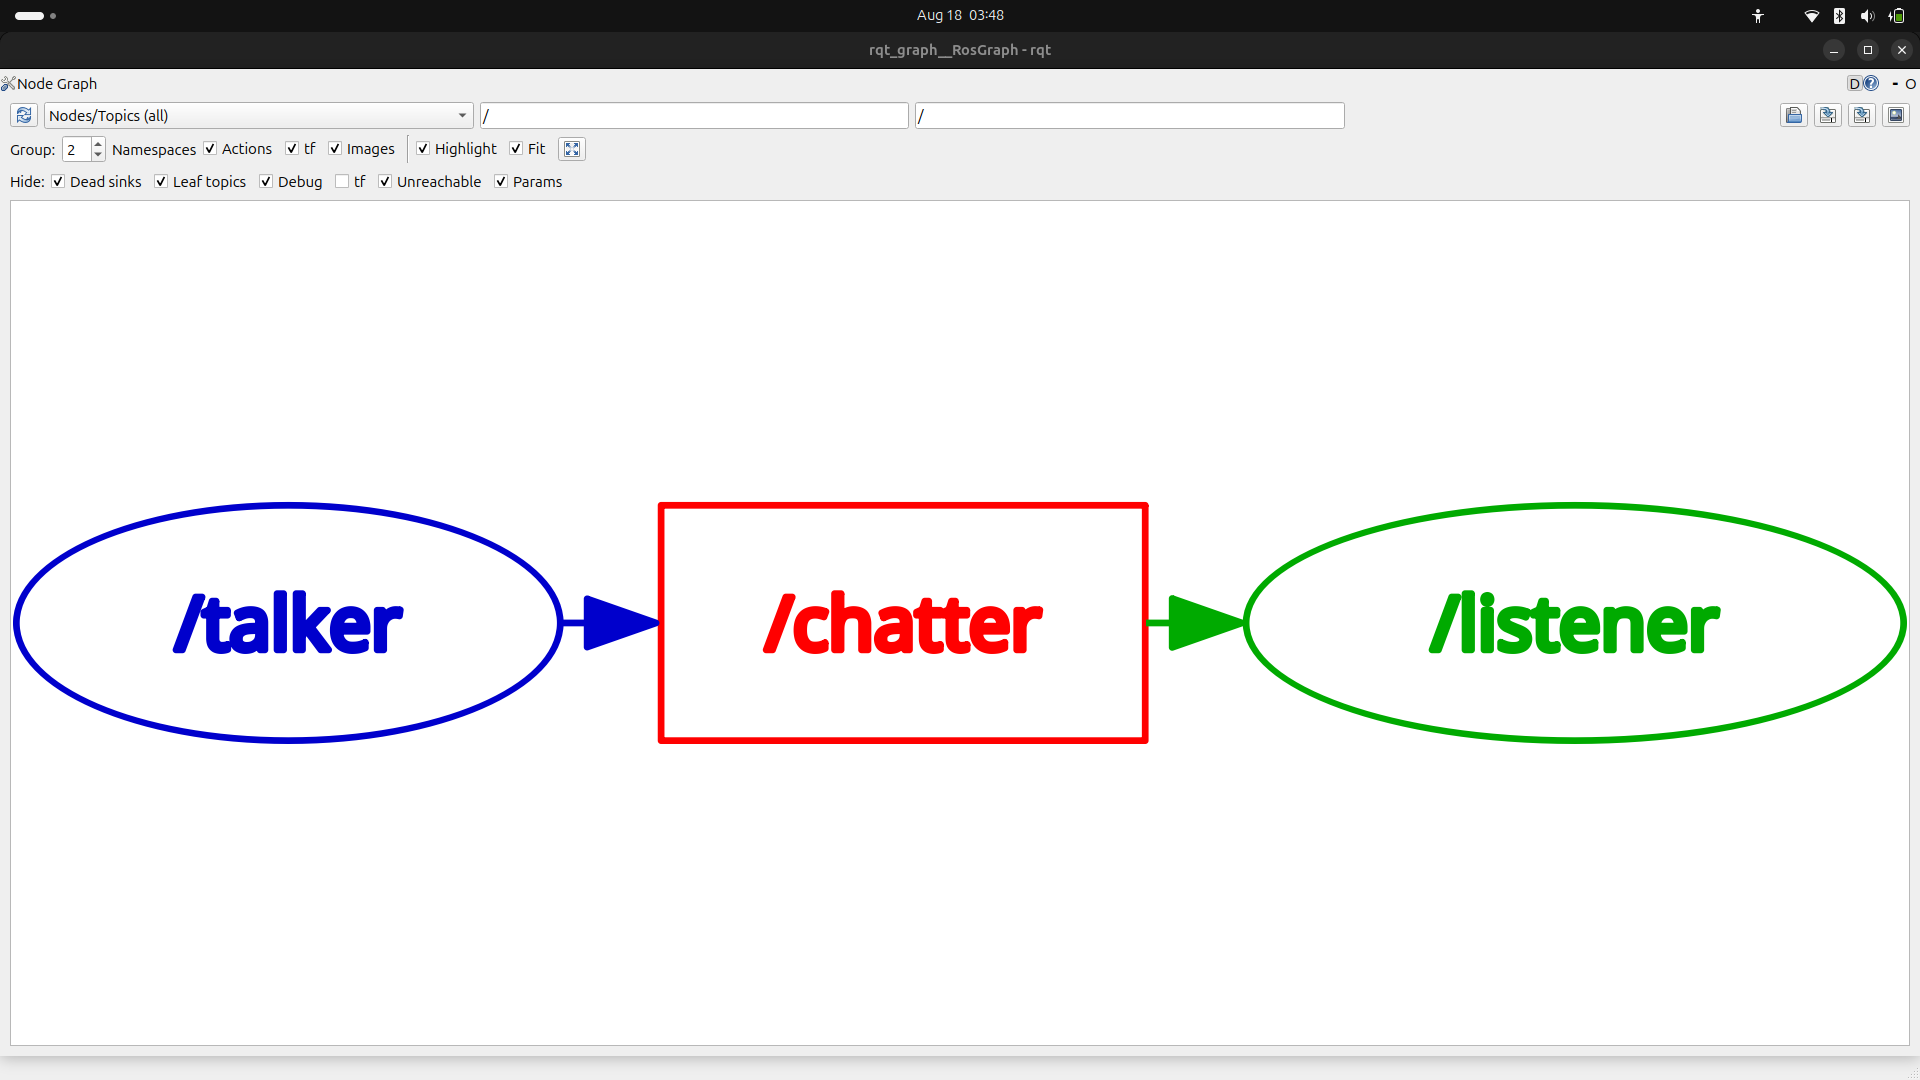 Aug 18 03:48
rqt_graph__RosGraph - rqt
Node Graph D ? - O
Nodes/Topics (all) / /
Group: 2 Namespaces Actions tf Images Highlight Fit
Hide: Dead sinks Leaf topics Debug tf Unreachable Params
/talker /chatter /listener